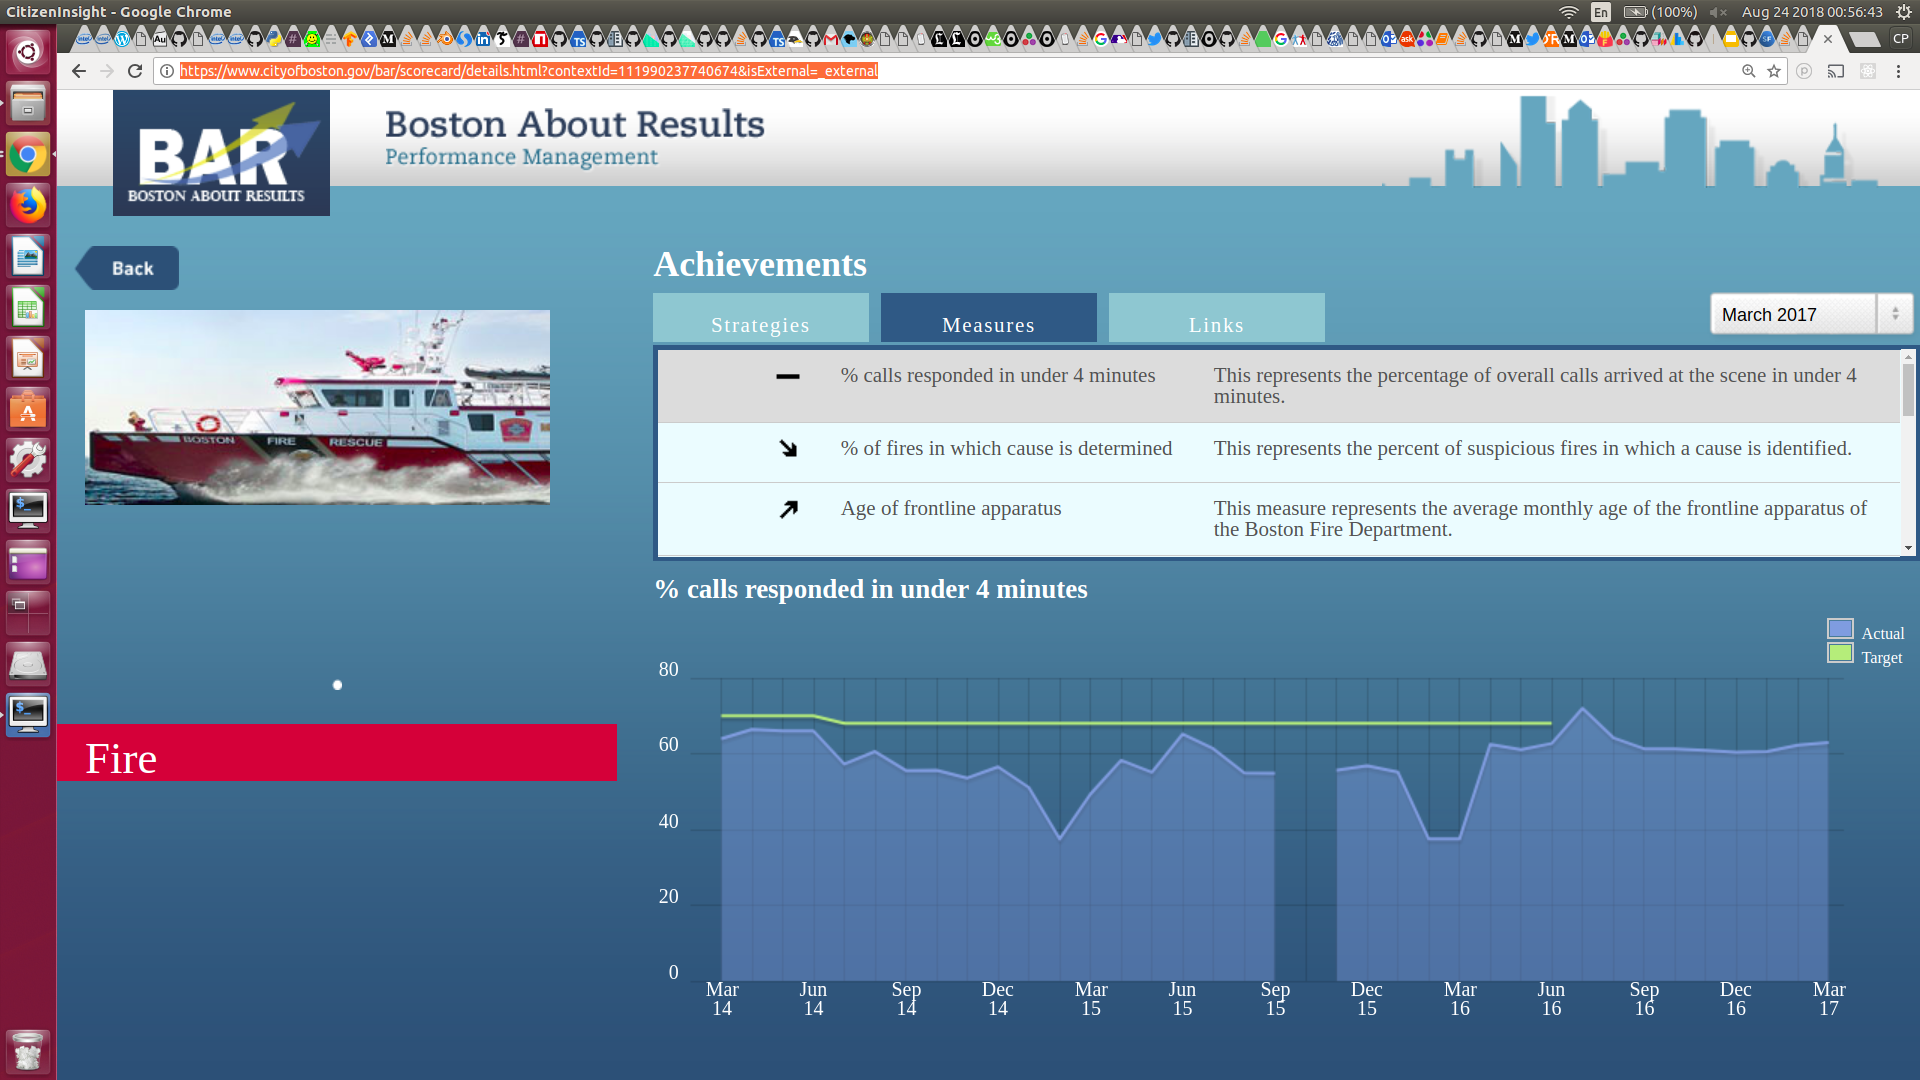 CitizenInsight - Google Chrome
En
(100%)
Aug 24 2018 00:56:43
CP
https://www.cityofboston.gov/bar/scorecard/details.html?contextId=111990237740674&isExternal=_external
BAR
BOSTON ABOUT RESULTS
Boston About Results
Performance Management
Back
BOSTON FIRE RESCUE
Fire
Achievements
Strategies
Measures
Links
March 2017
% calls responded in under 4 minutes
This represents the percentage of overall calls arrived at the scene in under 4
minutes.
% of fires in which cause is determined
This represents the percent of suspicious fires in which a cause is identified.
Age of frontline apparatus
This measure represents the average monthly age of the frontline apparatus of
the Boston Fire Department.
% calls responded in under 4 minutes
Actual
Target
80
60
40
20
0
Mar 14
Jun 14
Sep 14
Dec 14
Mar 15
Jun 15
Sep 15
Dec 15
Mar 16
Jun 16
Sep 16
Dec 16
Mar 17